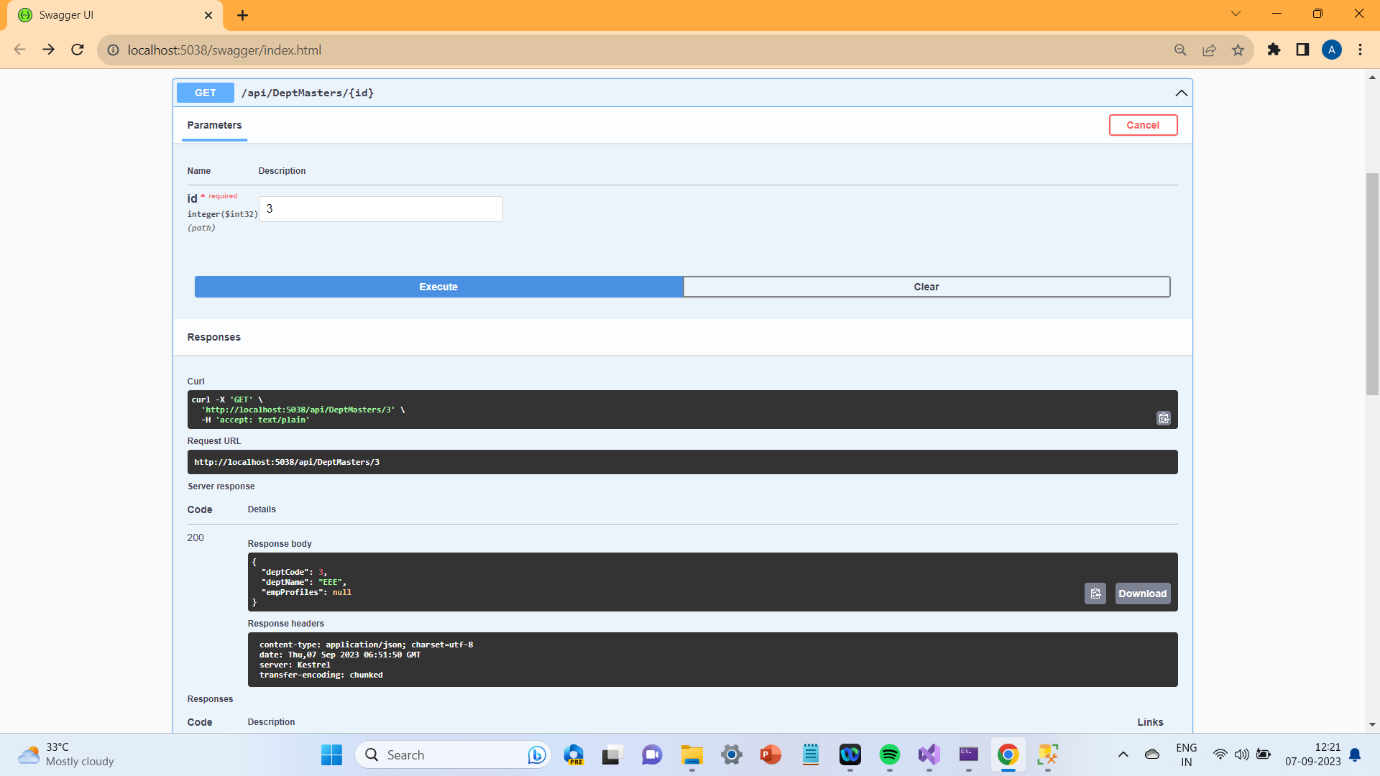 Swagger UI
localhost:5038/swagger/index.html
A
GET /api/DeptMasters/{id}
Parameters
Cancel
Name Description
id * required
integer($int32)
(path)
3
Execute Clear
Responses
Curl
curl -X 'GET' \
'http://localhost:5038/api/DeptMasters/3' \
-H 'accept: text/plain'
Request URL
http://localhost:5038/api/DeptMasters/3
Server response
Code Details
200
Response body
{
"deptCode": 3,
"deptName": "EEE",
"empProfiles": null
}
Download
Response headers
content-type: application/json; charset=utf-8
date: Thu,07 Sep 2023 06:51:50 GMT
server: Kestrel
transfer-encoding: chunked
Responses
Code Description Links
33°C
Mostly cloudy
Search
PRE
ENG
IN
12:21
07-09-2023